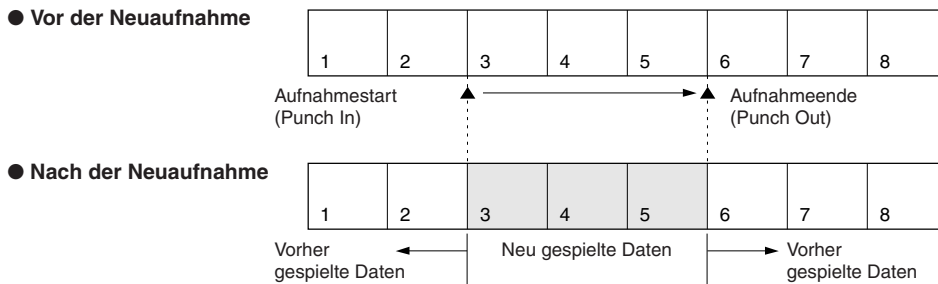 ● Vor der Neuaufnahme
1 2 3 4 5 6 7 8
Aufnahmestart
(Punch In)
Aufnahmeende
(Punch Out)
● Nach der Neuaufnahme
1 2 3 4 5 6 7 8
Vorher
gespielte Daten
Neu gespielte Daten
Vorher
gespielte Daten